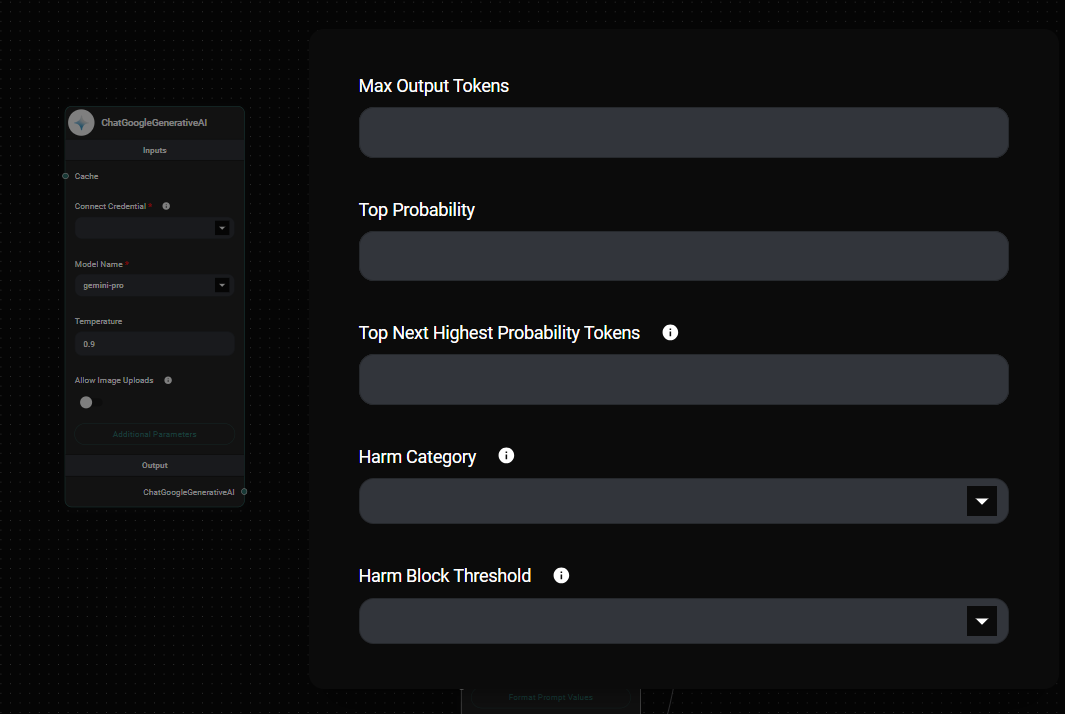 ChatGoogleGenerativeAI
Inputs
Cache
Connect Credential *
Model Name *
gemini-pro
Temperature
0.9
Allow Image Uploads
Additional Parameters
Output
ChatGoogleGenerativeAI
Max Output Tokens
Top Probability
Top Next Highest Probability Tokens
Harm Category
Harm Block Threshold
Format Prompt Values